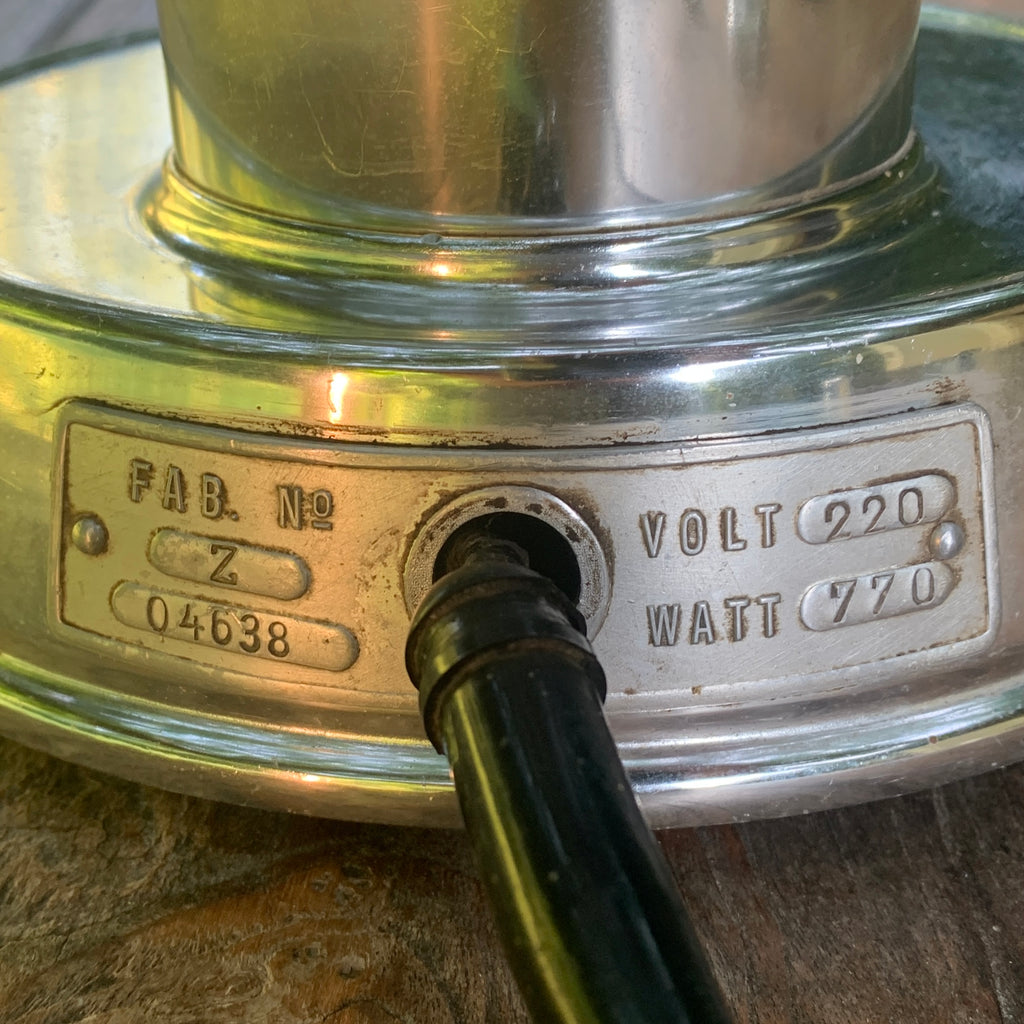 FAB. Nº
Z
04638
VOLT 220
WATT 770